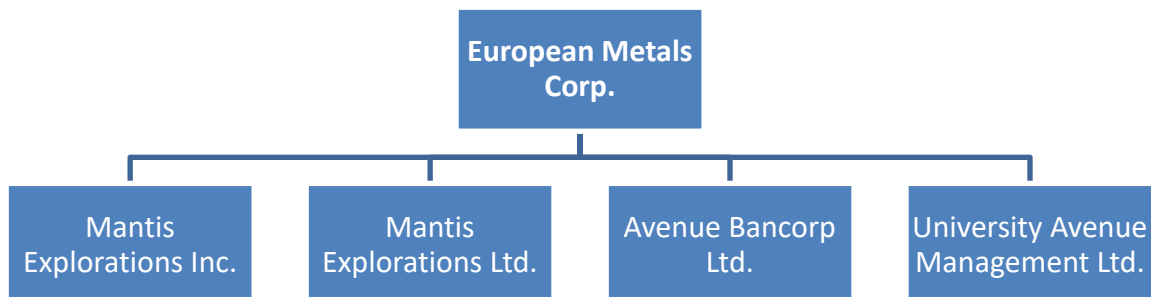 European Metals
Corp.
Mantis
Explorations Inc.
Mantis
Explorations Ltd.
Avenue Bancorp
Ltd.
University Avenue
Management Ltd.